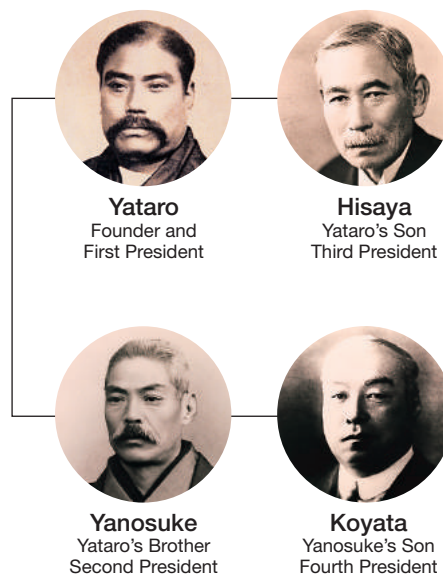 Yataro
Founder and
First President
Hisaya
Yataro's Son
Third President
Yanosuke
Yataro's Brother
Second President
Koyata
Yanosuke's Son
Fourth President